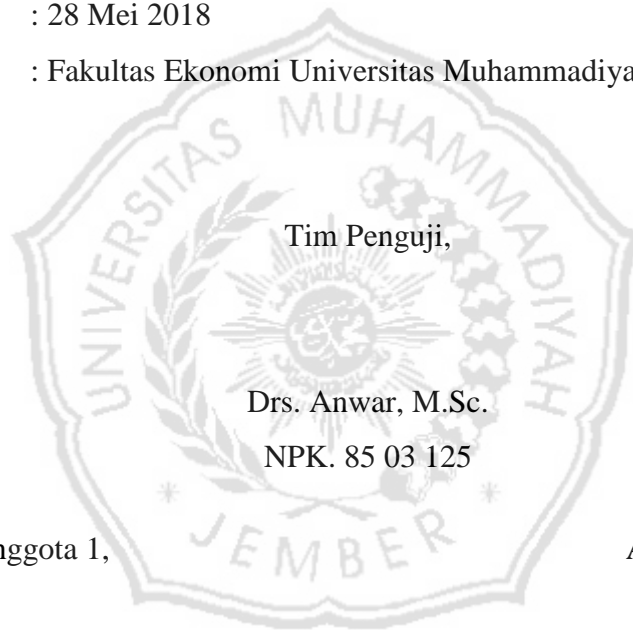 : 28 Mei 2018
: Fakultas Ekonomi Universitas Muhammadiya
UNIVERSITAS MUHAMMADIYAH
Tim Penguji,
Drs. Anwar, M.Sc.
NPK. 85 03 125
JEMBER
nggota 1,